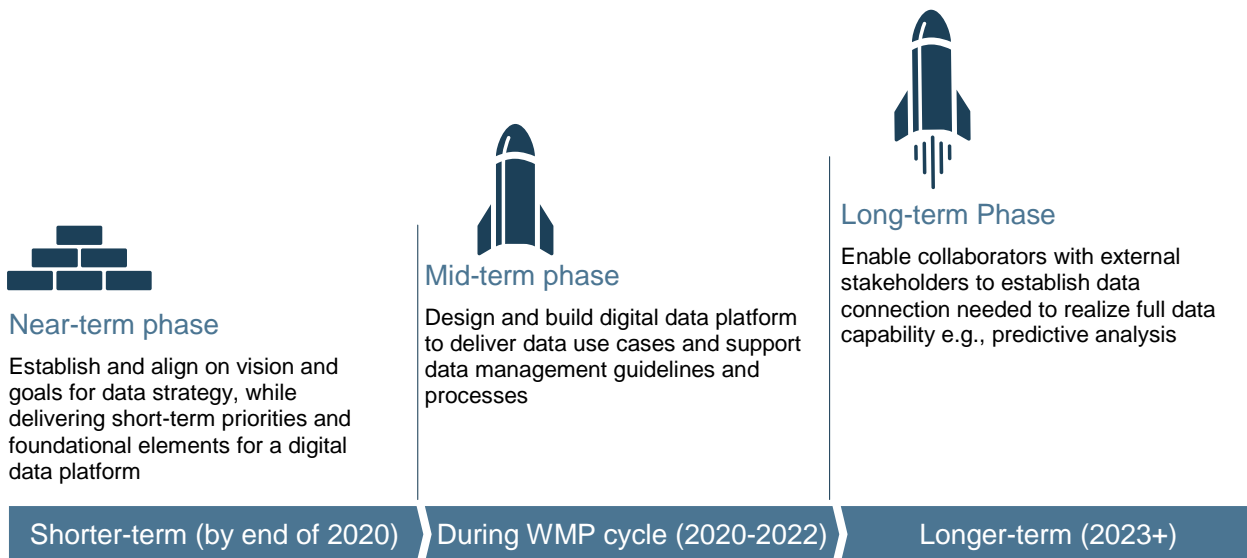 Near-term phase
Establish and align on vision and
goals for data strategy, while
delivering short-term priorities and
foundational elements for a digital
data platform
Mid-term phase
Design and build digital data platform
to deliver data use cases and support
data management guidelines and
processes
Long-term Phase
Enable collaborators with external
stakeholders to establish data
connection needed to realize full data
capability e.g., predictive analysis
Shorter-term (by end of 2020)
During WMP cycle (2020-2022)
Longer-term (2023+)